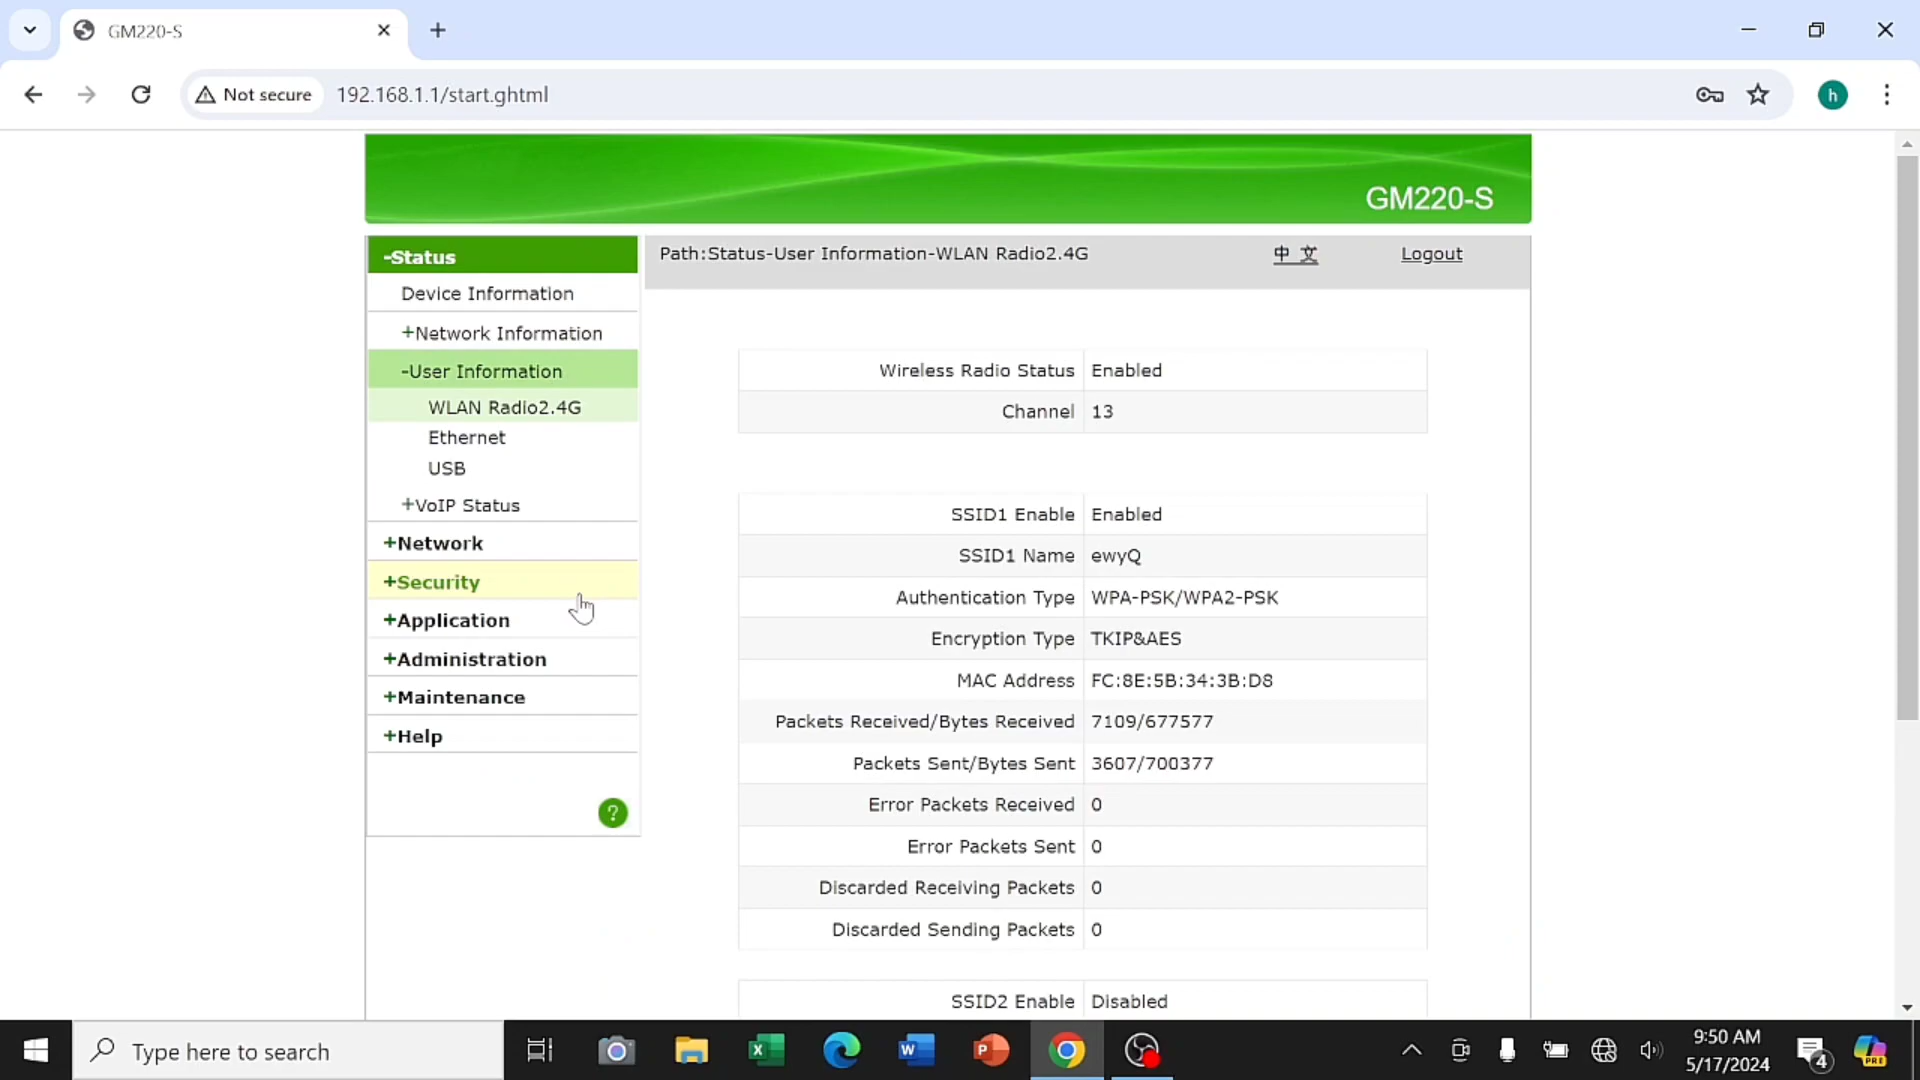 GM220-S
Not secure
192.168.1.1/start.ghtml
h
GM220-S
-Status
Device Information
+Network Information
-User Information
WLAN Radio2.4G
Ethernet
USB
+VoIP Status
+Network
+Security
+Application
+Administration
+Maintenance
+Help
?
Path:Status-User Information-WLAN Radio2.4G
中 文
Logout
Wireless Radio Status Enabled
Channel 13
SSID1 Enable Enabled
SSID1 Name ewyQ
Authentication Type WPA-PSK/WPA2-PSK
Encryption Type TKIP&AES
MAC Address FC:8E:5B:34:3B:D8
Packets Received/Bytes Received 7109/677577
Packets Sent/Bytes Sent 3607/700377
Error Packets Received 0
Error Packets Sent 0
Discarded Receiving Packets 0
Discarded Sending Packets 0
SSID2 Enable Disabled
Type here to search
9:50 AM
5/17/2024
4
PRE